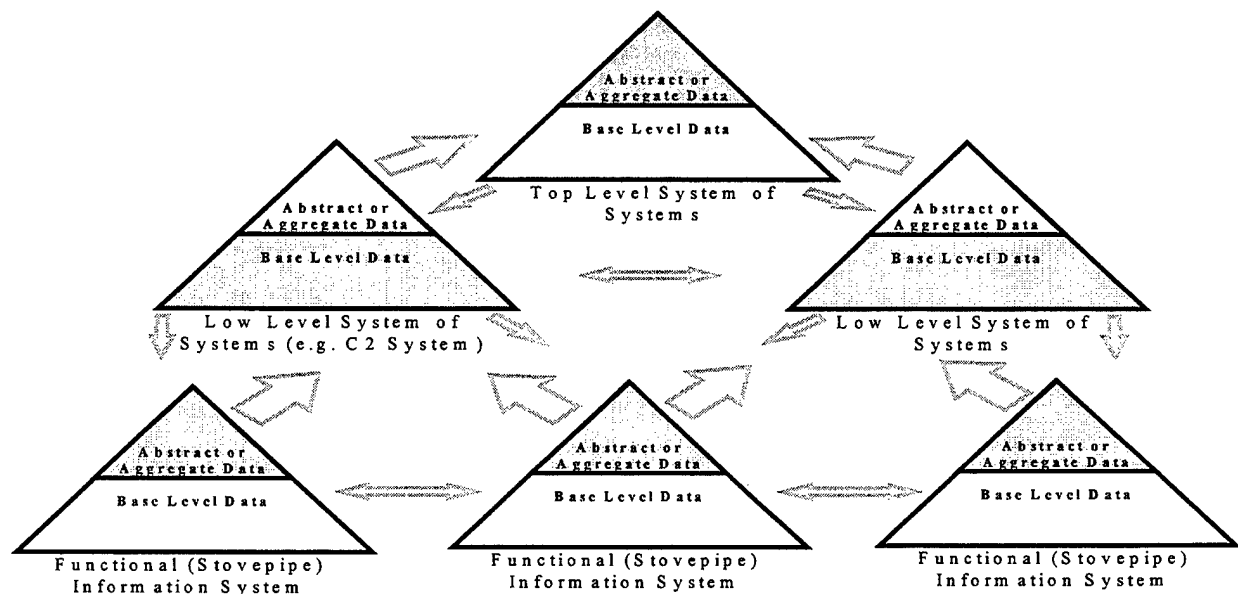 Abstract or
Aggregate Data
Base Level Data
Top Level System of
Systems
Abstract or
Aggregate Data
Base Level Data
Low Level System of
Systems (e.g. C2 System)
Abstract or
Aggregate Data
Base Level Data
Low Level System of
Systems
Abstract or
Aggregate Data
Base Level Data
Functional (Stovepipe)
Information System
Abstract or
Aggregate Data
Base Level Data
Functional (Stovepipe)
Information System
Abstract or
Aggregate Data
Base Level Data
Functional (Stovepipe)
Information System